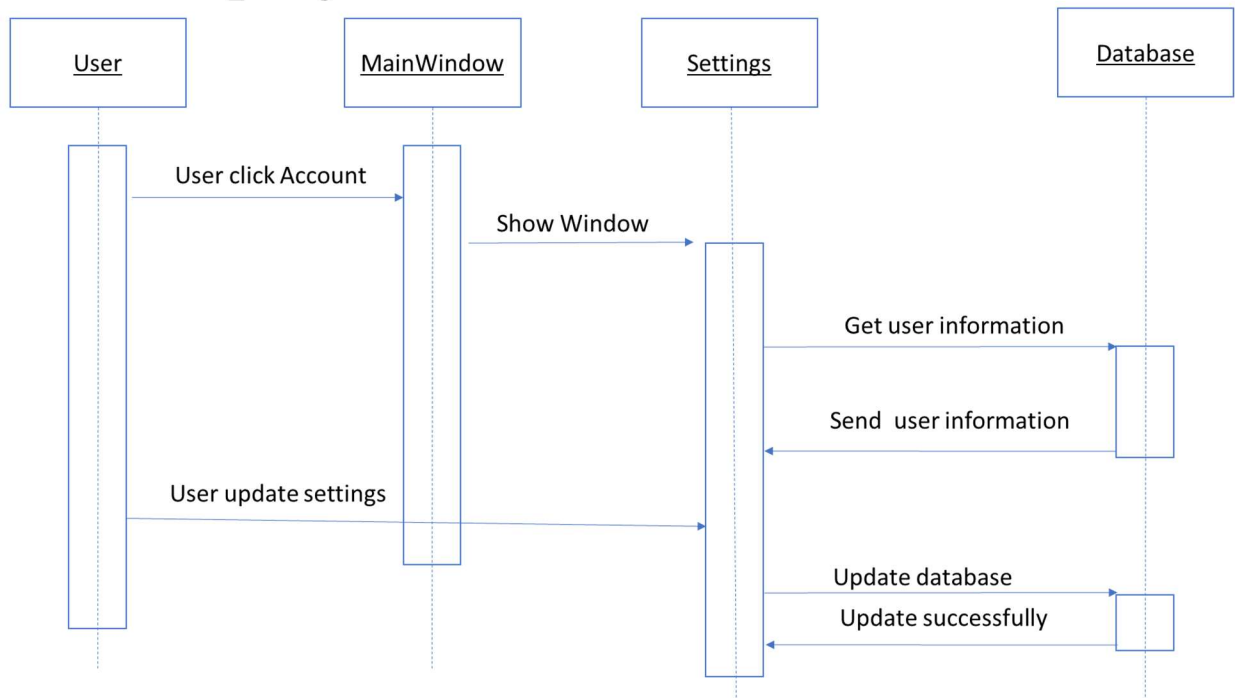 User
MainWindow
Settings
Database
User click Account
Show Window
Get user information
Send  user information
User update settings
Update database
Update successfully